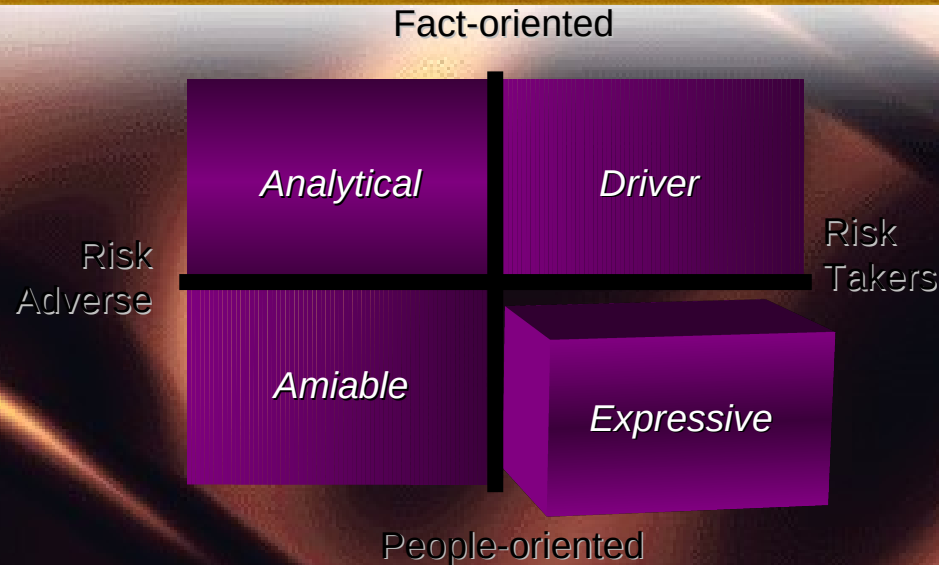 Fact-oriented
Analytical
Driver
Risk
Adverse
Risk
Takers
Amiable
Expressive
People-oriented